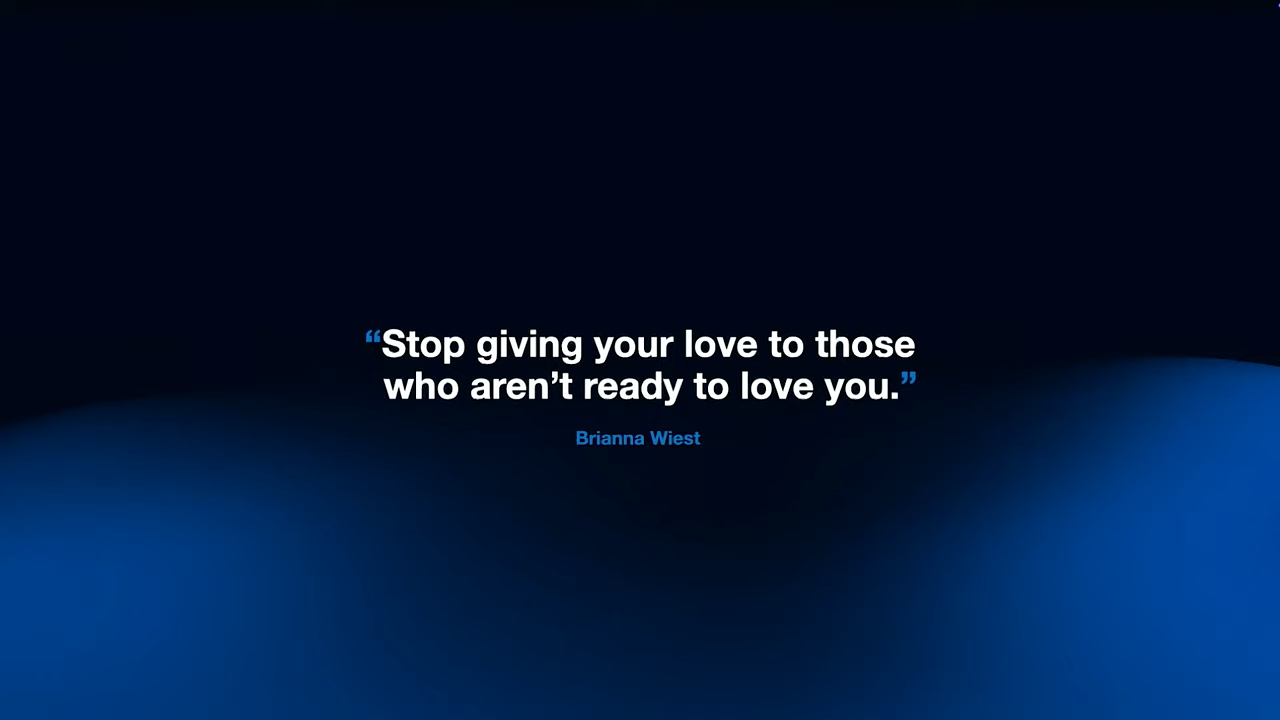 “Stop giving your love to those
who aren’t ready to love you.”
Brianna Wiest